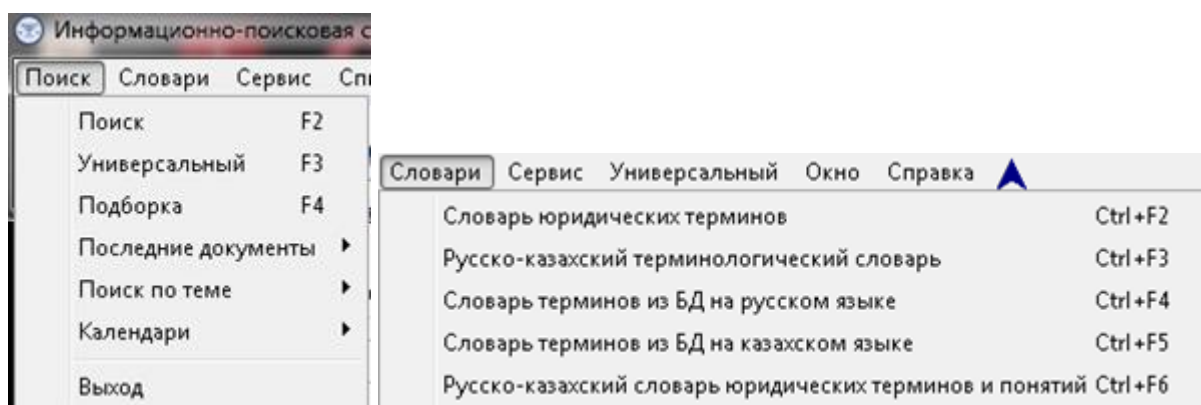 Информационно-поисковая с
Поиск Словари Сервис Сп
Поиск F2
Универсальный F3
Подборка F4
Последние документы
Поиск по теме
Календари
Выход
Словари Сервис Универсальный Окно Справка
Словарь юридических терминов Ctrl+F2
Русско-казахский терминологический словарь Ctrl+F3
Словарь терминов из БД на русском языке Ctrl+F4
Словарь терминов из БД на казахском языке Ctrl+F5
Русско-казахский словарь юридических терминов и понятий Ctrl+F6